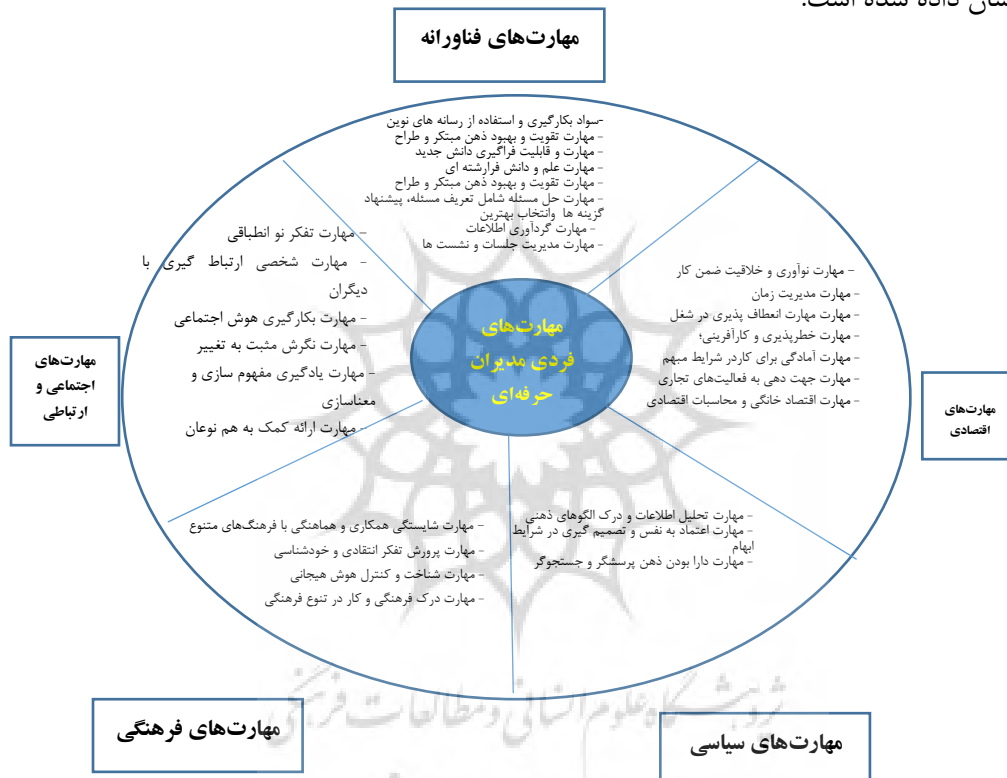 نشان داده شده است.
مهارت‌های فناورانه
-سواد بکارگیری و استفاده از رسانه های نوین
- مهارت تقویت و بهبود ذهن مبتکر و طراح
- مهارت و قابلیت فراگیری دانش جدید
- مهارت علم و دانش فرارشته ای
- مهارت تقویت و بهبود ذهن مبتکر و طراح
- مهارت حل مسئله شامل تعریف مسئله، پیشنهاد
گزینه ها وانتخاب بهترین
- مهارت گردآوری اطلاعات
- مهارت مدیریت جلسات و نشست ها
- مهارت نوآوری و خلاقیت ضمن کار
- مهارت مدیریت زمان
- مهارت مهارت انعطاف پذیری در شغل
- مهارت خطرپذیری و کارآفرینی؛
- مهارت آمادگی برای کاردر شرایط مبهم
- مهارت جهت دهی به فعالیت‌های تجاری
- مهارت اقتصاد خانگی و محاسبات اقتصادی
مهارت‌های
اقتصادی
مهارت‌های
فردی مدیران
حرفه‌ای
- مهارت تفکر نو انطباقی
- مهارت شخصی ارتباط گیری با
دیگران
- مهارت بکارگیری هوش اجتماعی
- مهارت نگرش مثبت به تغییر
- مهارت یادگیری مفهوم سازی و
معناسازی
- مهارت ارائه کمک به هم نوعان
مهارت‌های
اجتماعی و
ارتباطی
- مهارت تحلیل اطلاعات و درک الگوهای ذهنی
- مهارت اعتماد به نفس و تصمیم گیری در شرایط
ابهام
- مهارت دارا بودن ذهن پرسشگر و جستجوگر
- مهارت شایستگی همکاری و هماهنگی با فرهنگ‌های متنوع
- مهارت پرورش تفکر انتقادی و خودشناسی
- مهارت شناخت و کنترل هوش هیجانی
- مهارت درک فرهنگی و کار در تنوع فرهنگی
پژوهشگاه علوم انسانی و مطالعات فرهنگی
مهارت‌های سیاسی
مهارت‌های فرهنگی